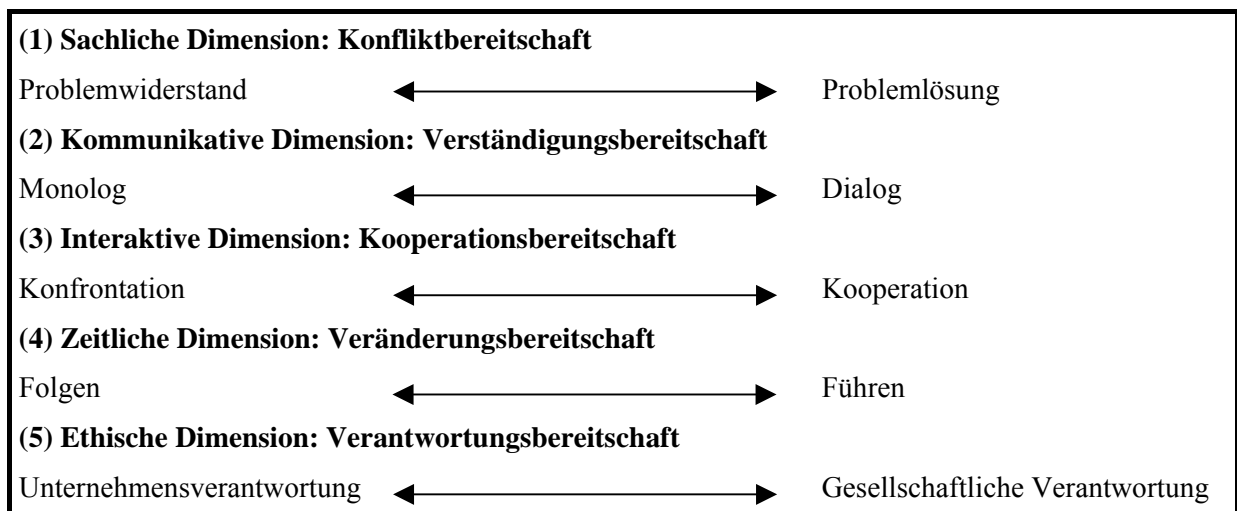 (1) Sachliche Dimension: Konfliktbereitschaft
Problemwiderstand Problemlösung
(2) Kommunikative Dimension: Verständigungsbereitschaft
Monolog Dialog
(3) Interaktive Dimension: Kooperationsbereitschaft
Konfrontation Kooperation
(4) Zeitliche Dimension: Veränderungsbereitschaft
Folgen Führen
(5) Ethische Dimension: Verantwortungsbereitschaft
Unternehmensverantwortung Gesellschaftliche Verantwortung